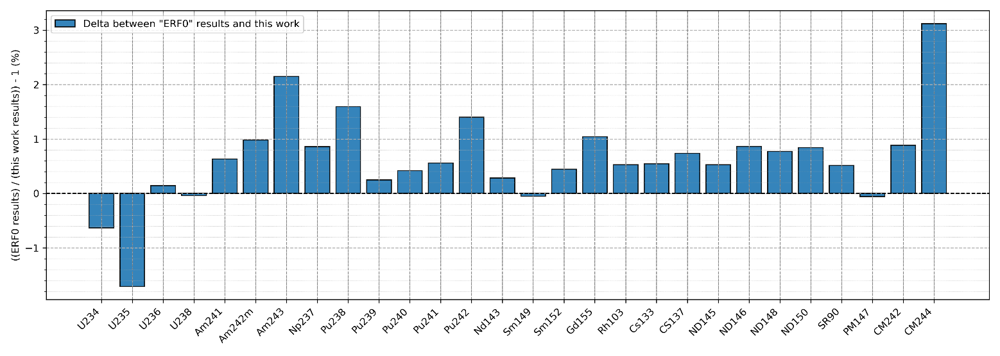 Delta between "ERF0" results and this work
((ERF0 results) / (this work results)) - 1 (%)
3
2
1
0
−1
U234
U235
U236
U238
Am241
Am242m
Am243
Np237
Pu238
Pu239
Pu240
Pu241
Pu242
Nd143
Sm149
Sm152
Gd155
Rh103
Cs133
CS137
ND145
ND146
ND148
ND150
SR90
PM147
CM242
CM244